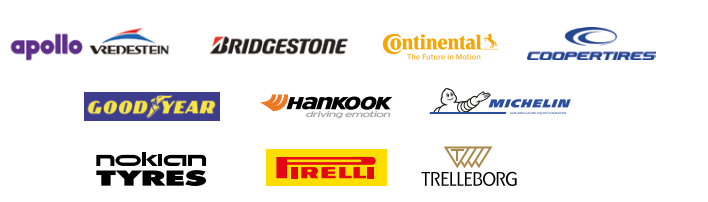 apollo VREDESTEIN BRIDGESTONE Continental COOPERTIRES
The Future in Motion
GOODYEAR HANKOOK MICHELIN
driving emotion
nokian PIRELLI TRELLEBORG
TYRES